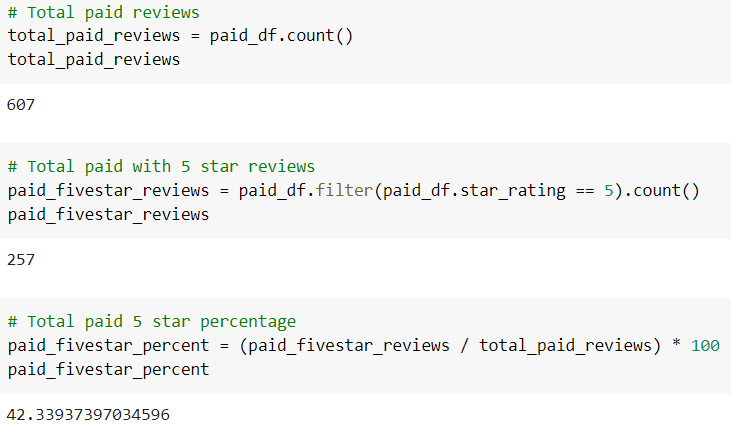 # Total paid reviews
total_paid_reviews = paid_df.count()
total_paid_reviews
607
# Total paid with 5 star reviews
paid_fivestar_reviews = paid_df.filter(paid_df.star_rating == 5).count()
paid_fivestar_reviews
257
# Total paid 5 star percentage
paid_fivestar_percent = (paid_fivestar_reviews / total_paid_reviews) * 100
paid_fivestar_percent
42.33937397034596